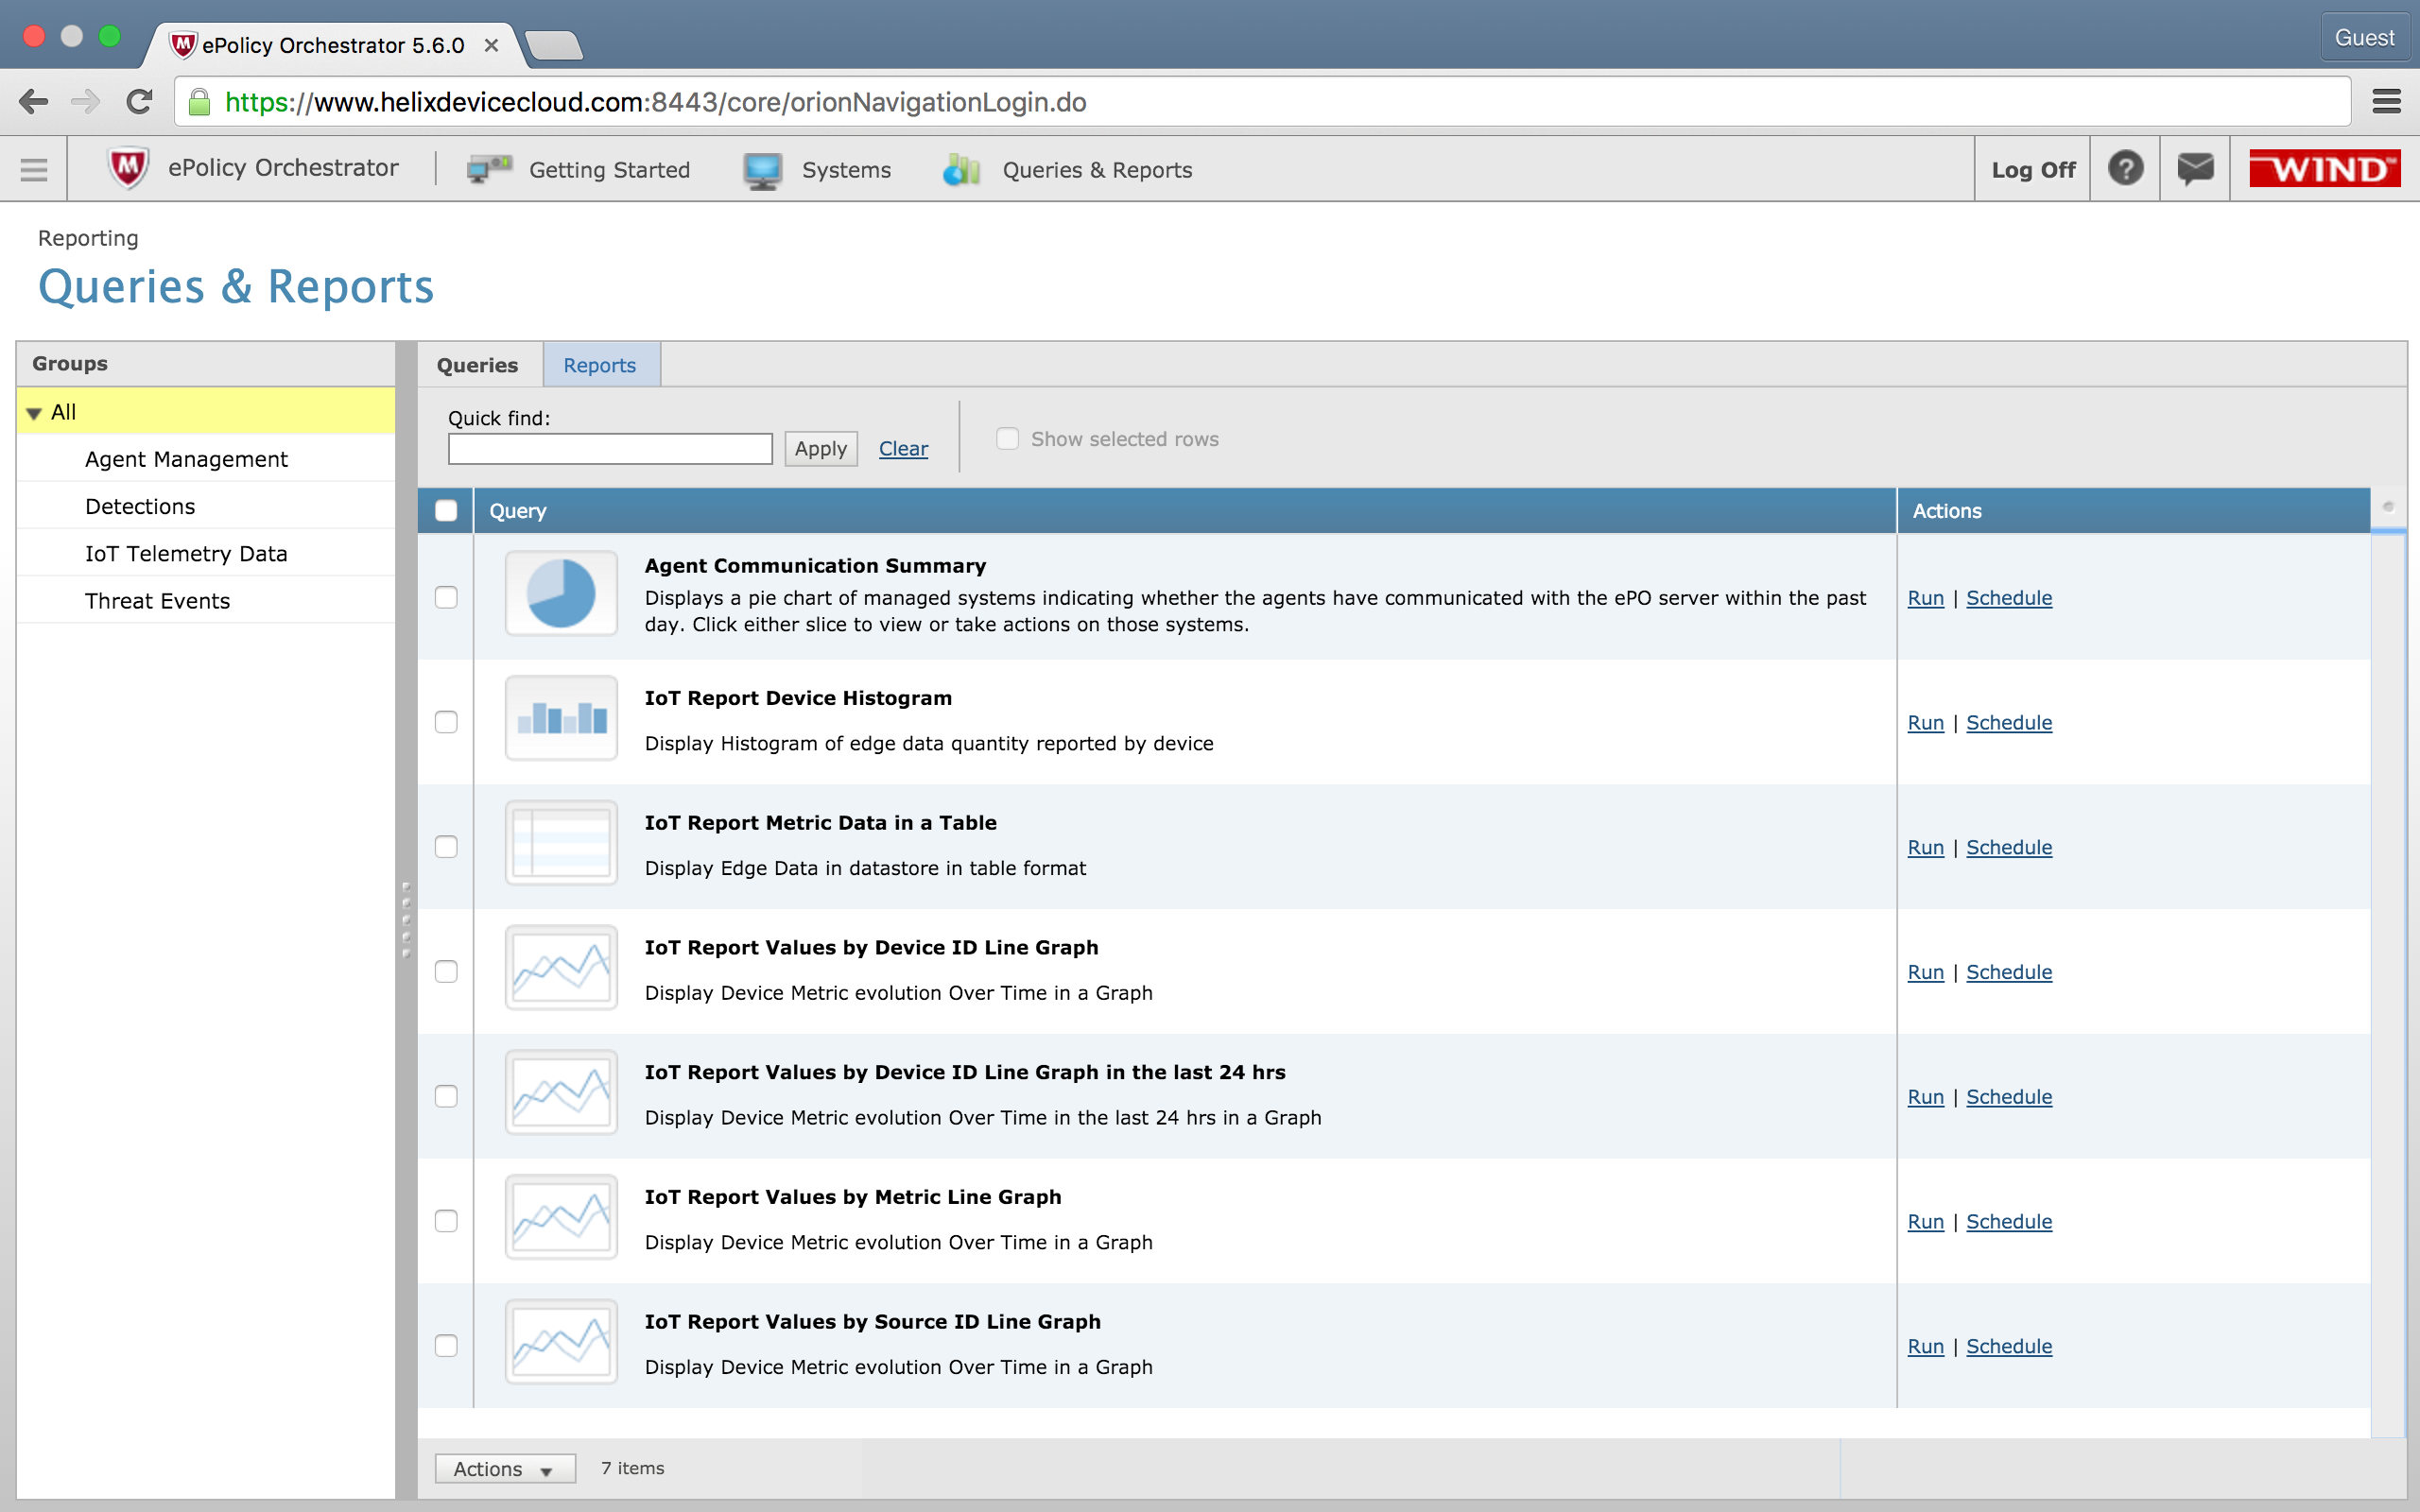 ePolicy Orchestrator 5.6.0
Guest
https://www.helixdevicecloud.com:8443/core/orionNavigationLogin.do
ePolicy Orchestrator
Getting Started
Systems
Queries & Reports
Log Off
?
WIND™
Reporting
Queries & Reports
Groups
All
Agent Management
Detections
IoT Telemetry Data
Threat Events
Queries
Reports
Quick find:
Apply
Clear
Show selected rows
Query
Actions
Agent Communication Summary
Displays a pie chart of managed systems indicating whether the agents have communicated with the ePO server within the past
day. Click either slice to view or take actions on those systems.
Run | Schedule
IoT Report Device Histogram
Display Histogram of edge data quantity reported by device
Run | Schedule
IoT Report Metric Data in a Table
Display Edge Data in datastore in table format
Run | Schedule
IoT Report Values by Device ID Line Graph
Display Device Metric evolution Over Time in a Graph
Run | Schedule
IoT Report Values by Device ID Line Graph in the last 24 hrs
Display Device Metric evolution Over Time in the last 24 hrs in a Graph
Run | Schedule
IoT Report Values by Metric Line Graph
Display Device Metric evolution Over Time in a Graph
Run | Schedule
IoT Report Values by Source ID Line Graph
Display Device Metric evolution Over Time in a Graph
Run | Schedule
Actions
7 items